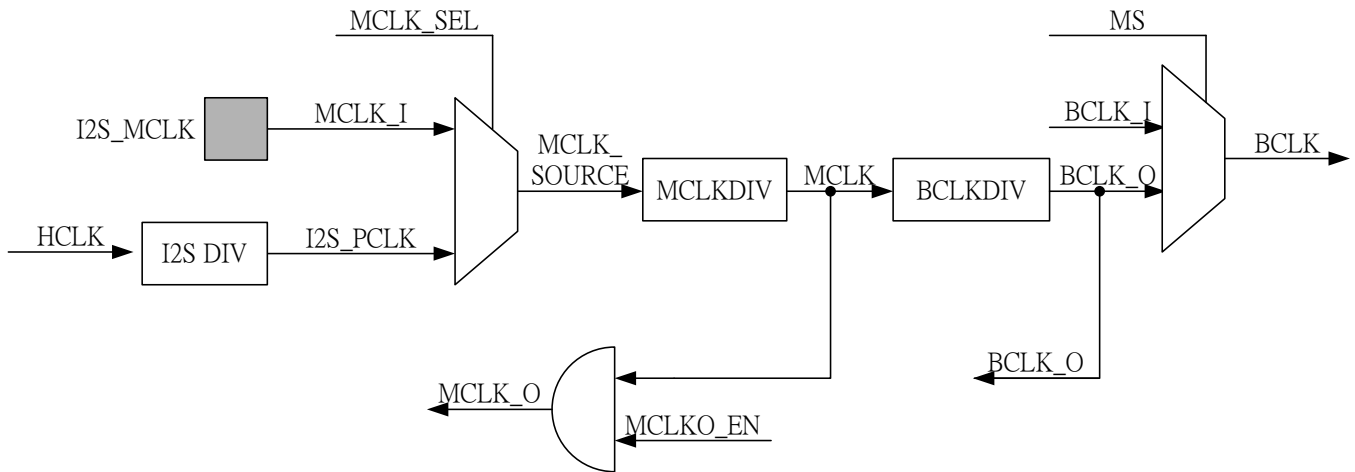 MCLK_SEL
MS
I2S_MCLK
MCLK_I
BCLK_I
MCLK_
SOURCE
MCLKDIV
MCLK
BCLKDIV
BCLK_O
BCLK
HCLK
I2S DIV
I2S_PCLK
BCLK_O
MCLK_O
MCLKO_EN